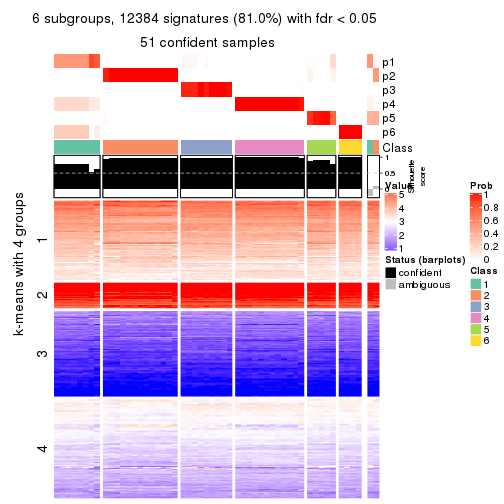 6 subgroups, 12384 signatures (81.0%) with fdr < 0.05
51 confident samples
p1
p2
p3
p4
p5
p6
Class
1
0.5
0
Silhouette
score
k-means with 4 groups
1
2
3
4
Value
5
4
3
2
1
Status (barplots)
confident
ambiguous
Prob
1
0.8
0.6
0.4
0.2
0
Class
1
2
3
4
5
6